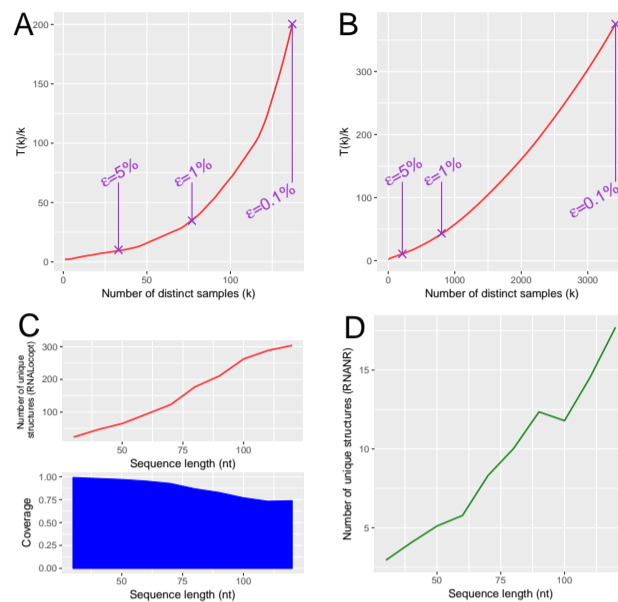 A
200
150
100
50
0
T(k)/k
ε=5%
ε=1%
ε=0.1%
0
50
100
Number of distinct samples (k)
B
300
200
100
0
T(k)/k
ε=5%
ε=1%
ε=0.1%
0
1000
2000
3000
Number of distinct samples (k)
C
300
200
100
Number of unique
structures (RNALocopt)
50
75
100
Sequence length (nt)
1.00
0.75
0.50
0.25
0.00
Coverage
50
75
100
Sequence length (nt)
D
15
10
5
Number of unique structures (RNANR)
50
75
100
Sequence length (nt)